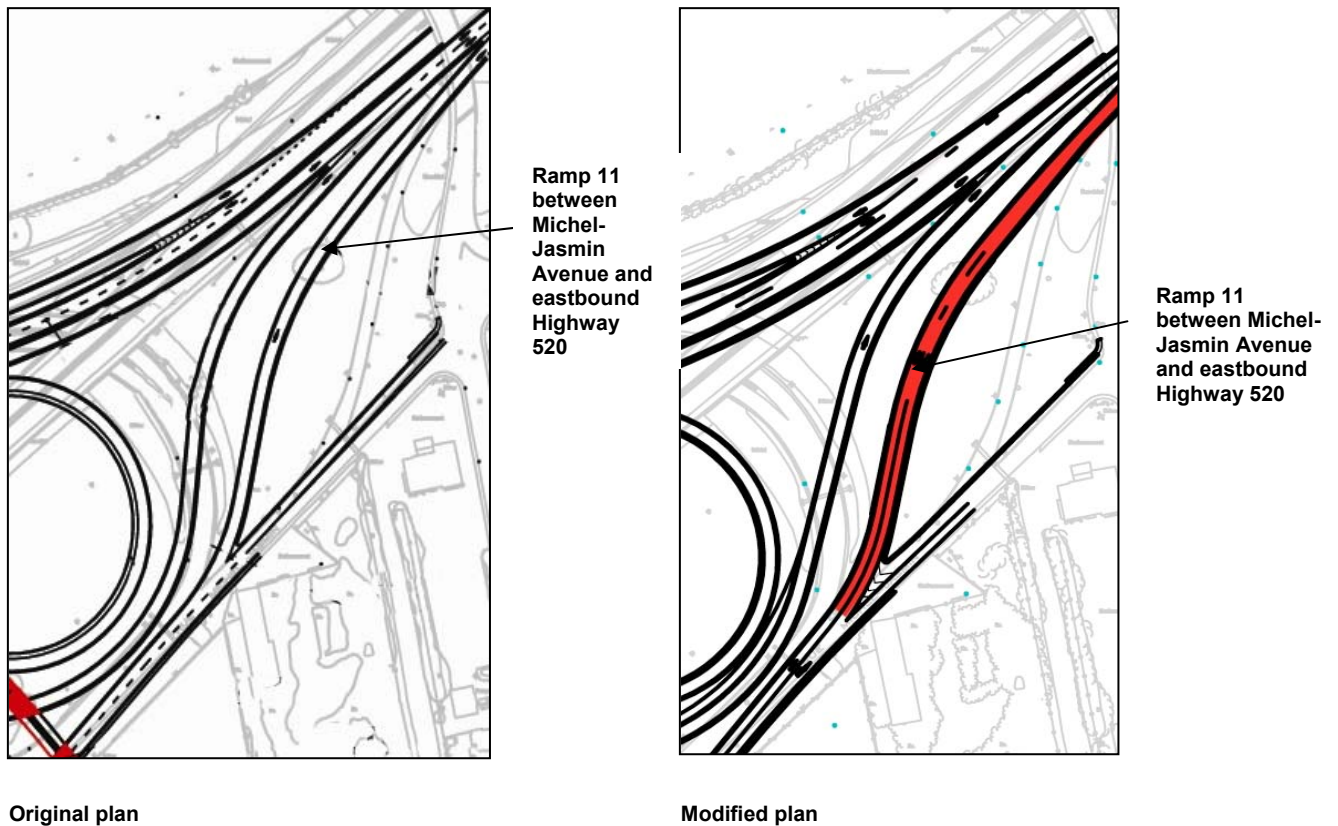 Ramp 11
between
Michel-
Jasmin
Avenue and
eastbound
Highway
520
Ramp 11
between Michel-
Jasmin Avenue
and eastbound
Highway 520
Original plan
Modified plan